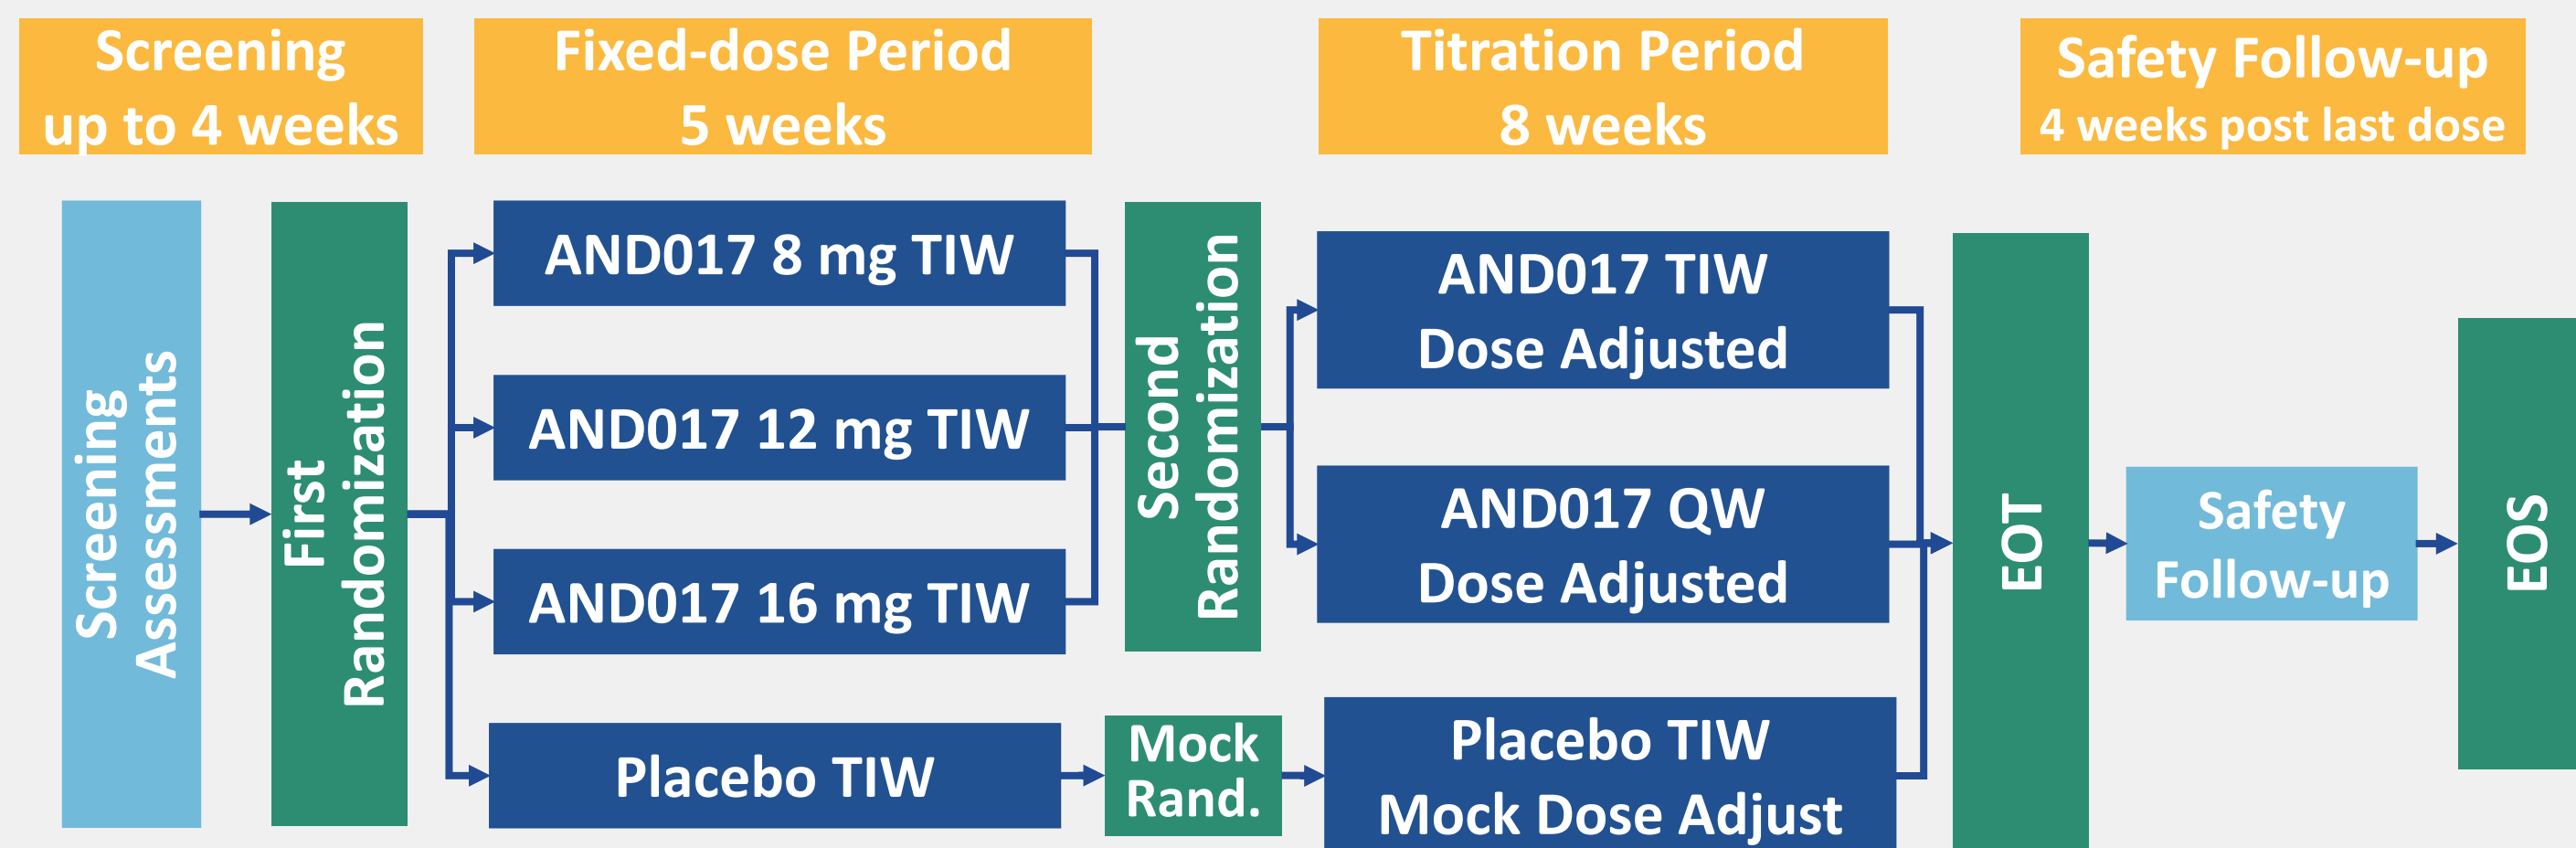 Screening
up to 4 weeks
Fixed-dose Period
5 weeks
Titration Period
8 weeks
Safety Follow-up
4 weeks post last dose
Screening
Assessments
First
Randomization
AND017 8 mg TIW
AND017 12 mg TIW
AND017 16 mg TIW
Placebo TIW
Second
Randomization
Mock
Rand.
AND017 TIW
Dose Adjusted
AND017 QW
Dose Adjusted
Placebo TIW
Mock Dose Adjust
EOT
Safety
Follow-up
EOS